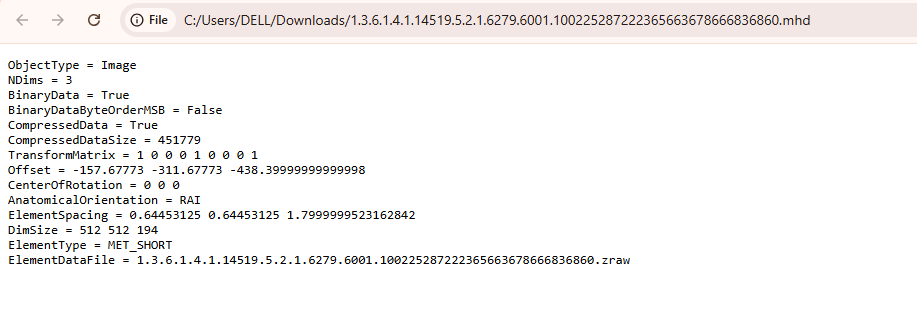 File C:/Users/DELL/Downloads/1.3.6.1.4.1.14519.5.2.1.6279.6001.100225287222365663678666836860.mhd
ObjectType = Image
NDims = 3
BinaryData = True
BinaryDataByteOrderMSB = False
CompressedData = True
CompressedDataSize = 451779
TransformMatrix = 1 0 0 0 1 0 0 0 1
Offset = -157.67773 -311.67773 -438.39999999999998
CenterOfRotation = 0 0 0
AnatomicalOrientation = RAI
ElementSpacing = 0.64453125 0.64453125 1.7999999523162842
DimSize = 512 512 194
ElementType = MET_SHORT
ElementDataFile = 1.3.6.1.4.1.14519.5.2.1.6279.6001.100225287222365663678666836860.zraw